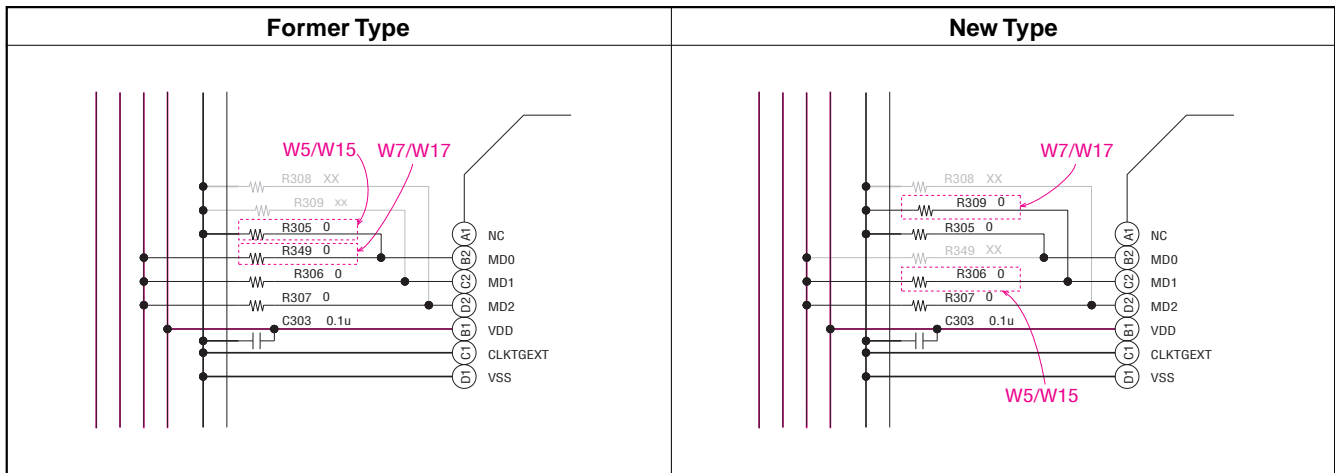 Former Type
W5/W15 W7/W17
R308 XX
R309 xx
R305 0
A1 NC
R349 0
B2 MD0
R306 0
C2 MD1
R307 0
D2 MD2
C303 0.1u
B1 VDD
C1 CLKTGEXT
D1 VSS
New Type
W7/W17
R308 XX
R309 0
R305 0
A1 NC
R349 XX
B2 MD0
R306 0
C2 MD1
R307 0
D2 MD2
C303 0.1u
B1 VDD
C1 CLKTGEXT
D1 VSS
W5/W15